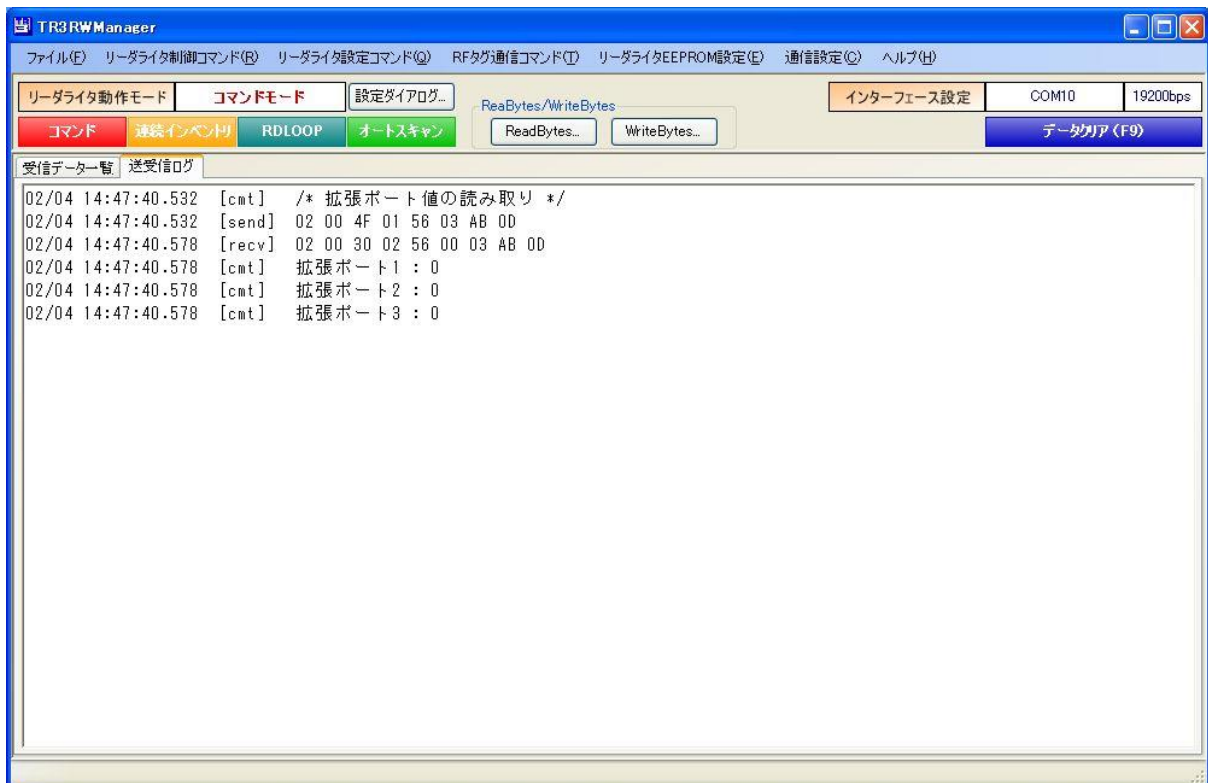 TR3RWManager
ファイル(F) リーダライタ制御コマンド(R) リーダライタ設定コマンド(Q) RFタグ通信コマンド(T) リーダライタEEPROM設定(E) 通信設定(C) ヘルプ(H)
リーダライタ動作モード コマンドモード 設定ダイアログ... ReaBytes/WriteBytes インターフェース設定 COM10 19200bps
コマンド 連続インベントリ RDLOOP オートスキャン ReadBytes... WriteBytes... データクリア(F9)
受信データ一覧 送受信ログ
02/04 14:47:40.532 [cmt] /* 拡張ポート値の読み取り */
02/04 14:47:40.532 [send] 02 00 4F 01 56 03 AB 0D
02/04 14:47:40.578 [recv] 02 00 30 02 56 00 03 AB 0D
02/04 14:47:40.578 [cmt] 拡張ポート1 : 0
02/04 14:47:40.578 [cmt] 拡張ポート2 : 0
02/04 14:47:40.578 [cmt] 拡張ポート3 : 0